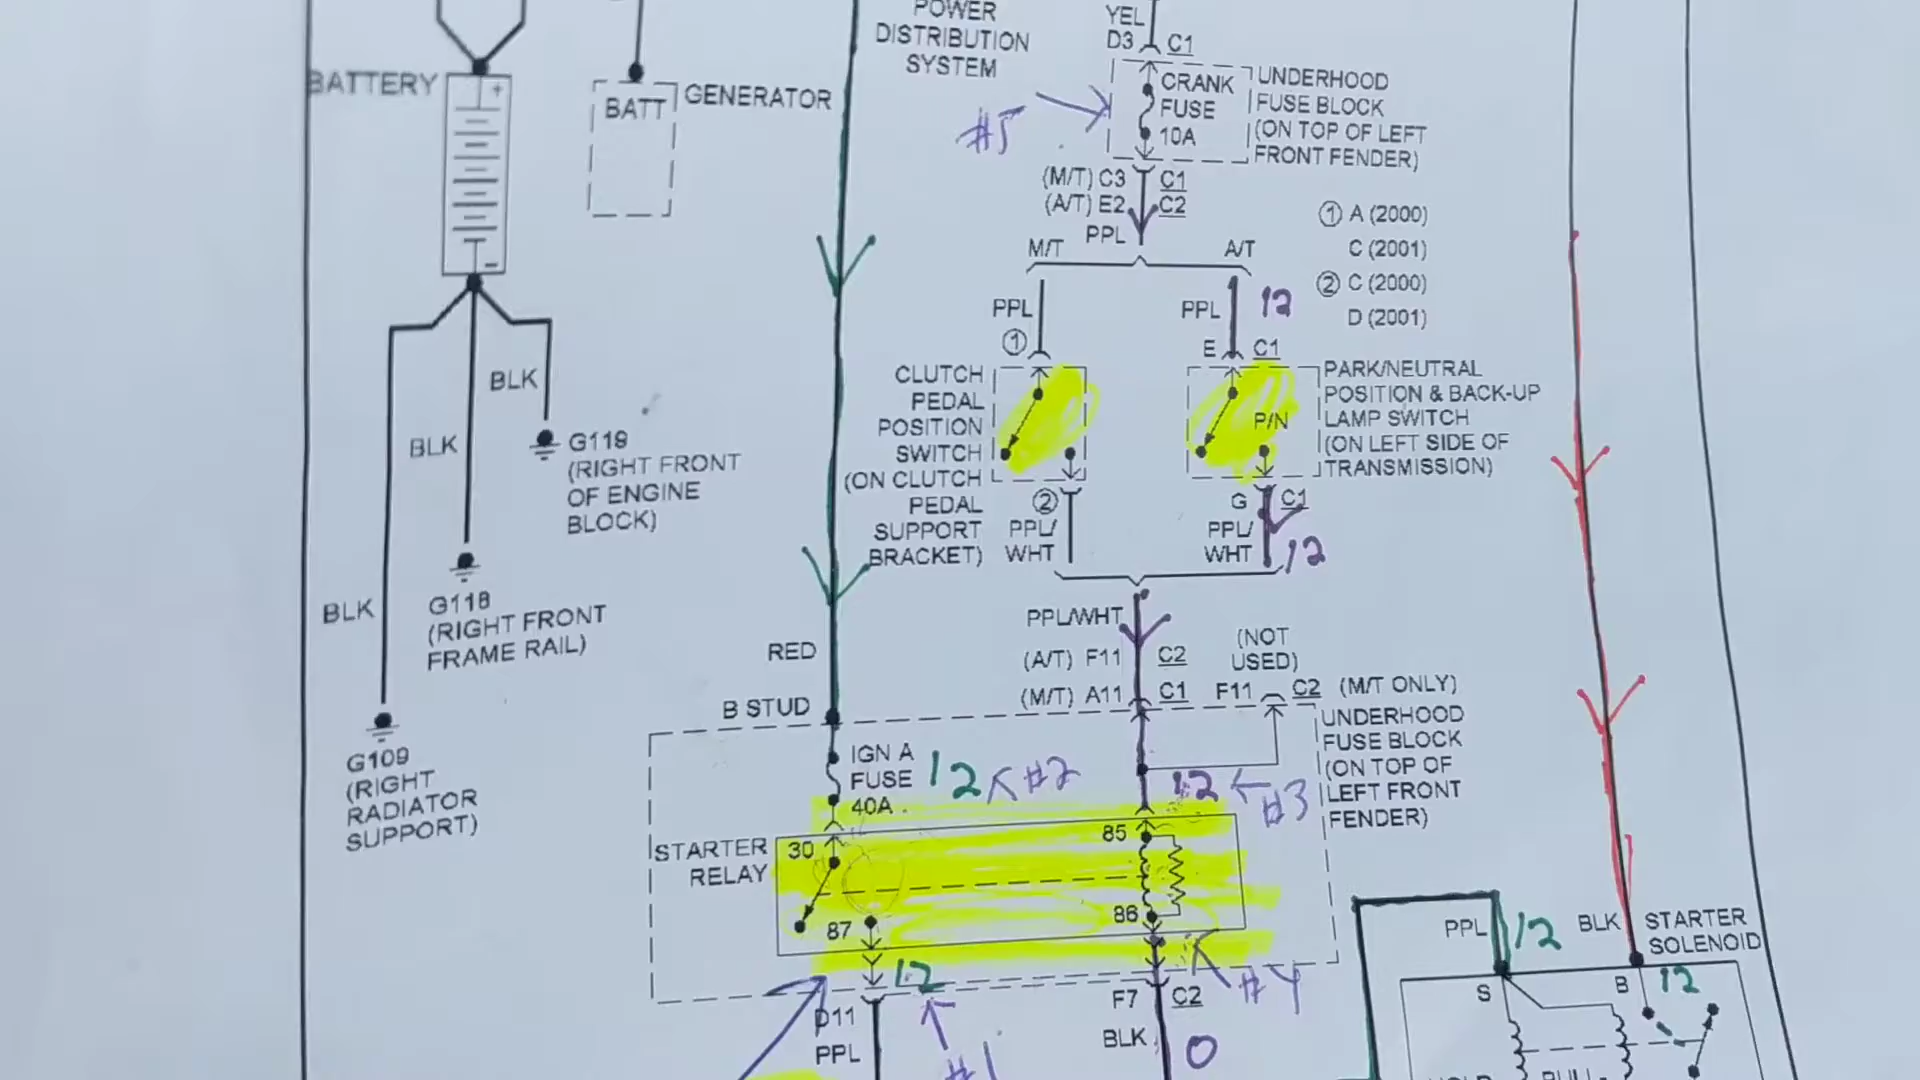 POWER
DISTRIBUTION
SYSTEM
YEL
D3 C1
BATTERY
+
-
BATT
GENERATOR
CRANK
FUSE
10A
UNDERHOOD
FUSE BLOCK
(ON TOP OF LEFT
FRONT FENDER)
#5
(M/T) C3 C1
(A/T) E2 C2
PPL
M/T
A/T
① A (2000)
C (2001)
② C (2000)
D (2001)
PPL
①
PPL
12
E C1
CLUTCH
PEDAL
POSITION
SWITCH
(ON CLUTCH
PEDAL
SUPPORT
BRACKET)
P/N
PARK/NEUTRAL
POSITION & BACK-UP
LAMP SWITCH
(ON LEFT SIDE OF
TRANSMISSION)
②
PPL/
WHT
G C1
PPL/
WHT
12
BLK
BLK
BLK
G119
(RIGHT FRONT
OF ENGINE
BLOCK)
G118
(RIGHT FRONT
FRAME RAIL)
G109
(RIGHT
RADIATOR
SUPPORT)
RED
B STUD
PPL/WHT
(A/T) F11 C2
(M/T) A11 C1
(NOT
USED)
F11 C2 (M/T ONLY)
UNDERHOOD
FUSE BLOCK
(ON TOP OF
LEFT FRONT
FENDER)
IGN A
FUSE
40A
12
#2
12
#3
STARTER
RELAY
30
87
85
86
12
#4
D11
PPL
#1
F7 C2
BLK
0
PPL
12
BLK
STARTER
SOLENOID
S
B
12